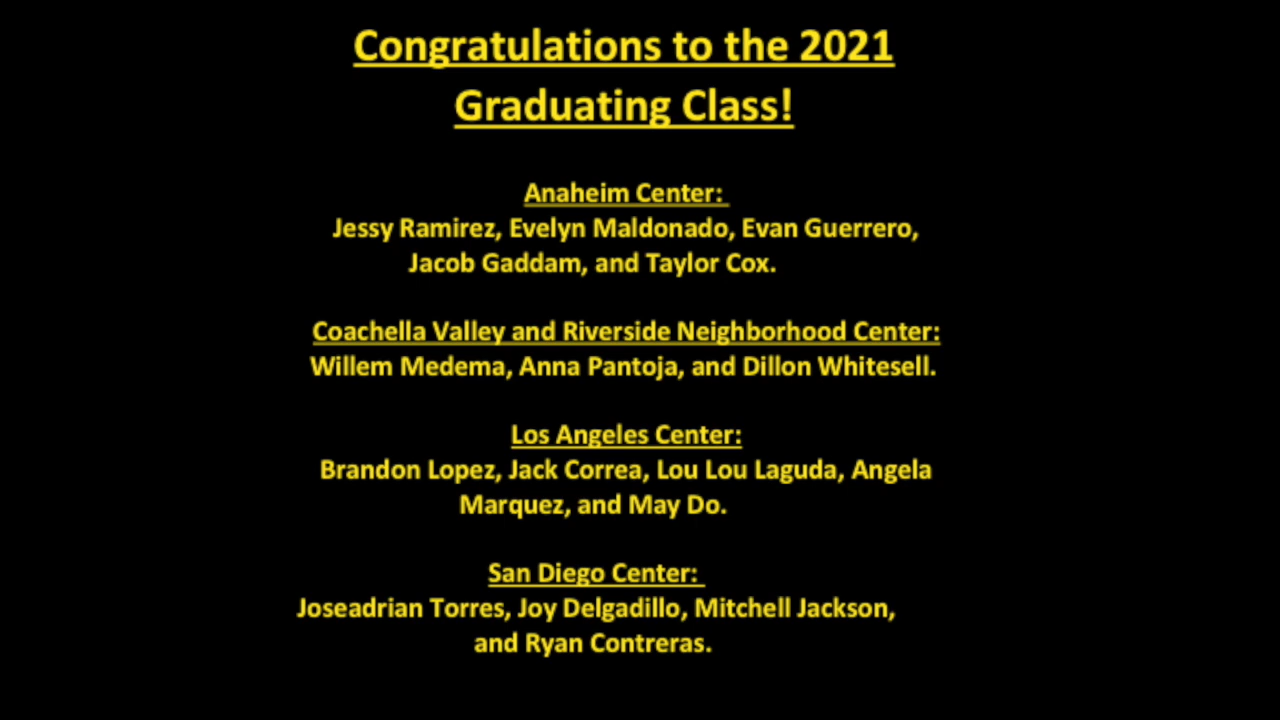 Congratulations to the 2021
Graduating Class!
Anaheim Center:
Jessy Ramirez, Evelyn Maldonado, Evan Guerrero,
Jacob Gaddam, and Taylor Cox.
Coachella Valley and Riverside Neighborhood Center:
Willem Medema, Anna Pantoja, and Dillon Whitesell.
Los Angeles Center:
Brandon Lopez, Jack Correa, Lou Lou Laguda, Angela
Marquez, and May Do.
San Diego Center:
Joseadrian Torres, Joy Delgadillo, Mitchell Jackson,
and Ryan Contreras.